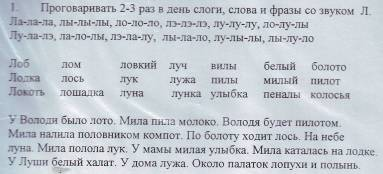 1. Проговаривать 2-3 раз в день слоги, слова и фразы со звуком Л.
Ла-ла-ла, лы-лы-лы, ло-ло-ло, лэ-лэ-лэ, лу-лу-лу, ло-лу-лы
Лу-ла-лэ, ла-ло-лы, лэ-ла-лу, лы-ла-ло, лу-лы-лы, лы-лу-ло
Лоб лом ловкий луч вилы белый болото
Лодка лось лук лужа пилы милый пилот
Локоть лошадка луна лунка улыбка пеналы колосья
У Володи было лото. Мила пила молоко. Володя будет пилотом.
Мила налила половником компот. По болоту ходит лось. На небе
луна. Мила полола лук. У мамы милая улыбка. Мила каталась на лодке.
У Луши белый халат. У дома лужа. Около палаток лопухи и полынь.